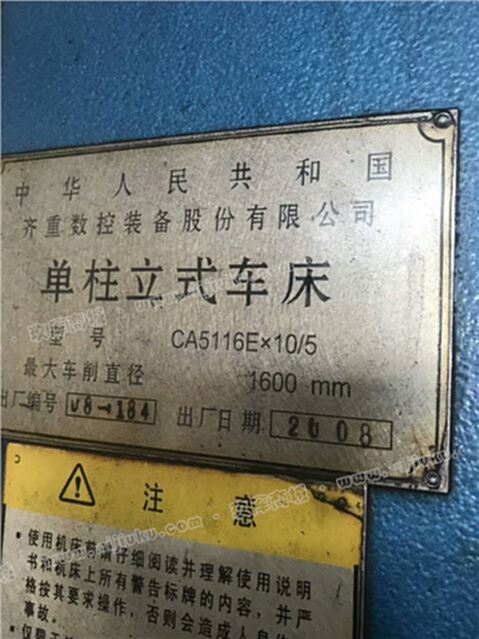 中华人民共和国
齐重数控装备股份有限公司
单柱立式车床
型号 CA5116E×10/5
最大车削直径 1600 mm
出厂编号 08-184 出厂日期 2008
注意
• 使用机床前请仔细阅读并理解使用说明
书和机床上所有警告标牌的内容，并严
格按其要求操作，否则会造成人身伤
事故。